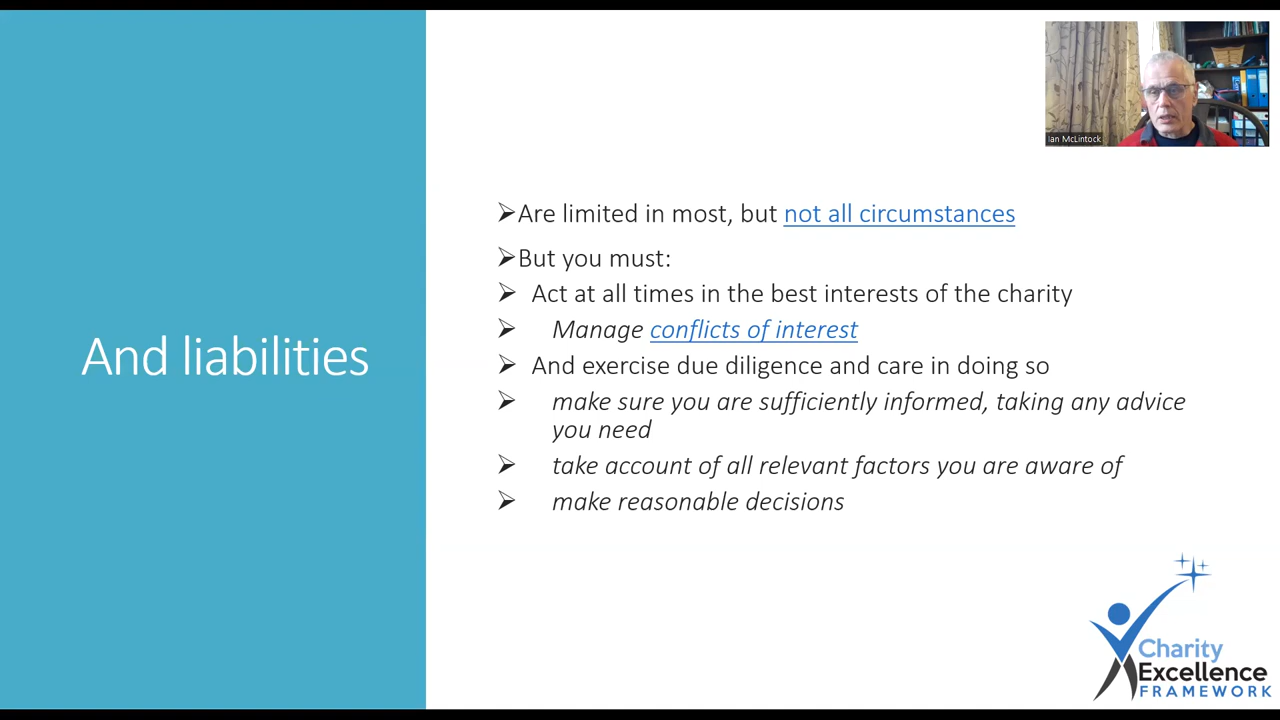 And liabilities
Ian McLintock
➢Are limited in most, but not all circumstances
➢But you must:
➢ Act at all times in the best interests of the charity
➢ Manage conflicts of interest
➢ And exercise due diligence and care in doing so
➢ make sure you are sufficiently informed, taking any advice
you need
➢ take account of all relevant factors you are aware of
➢ make reasonable decisions
Charity
Excellence
FRAMEWORK